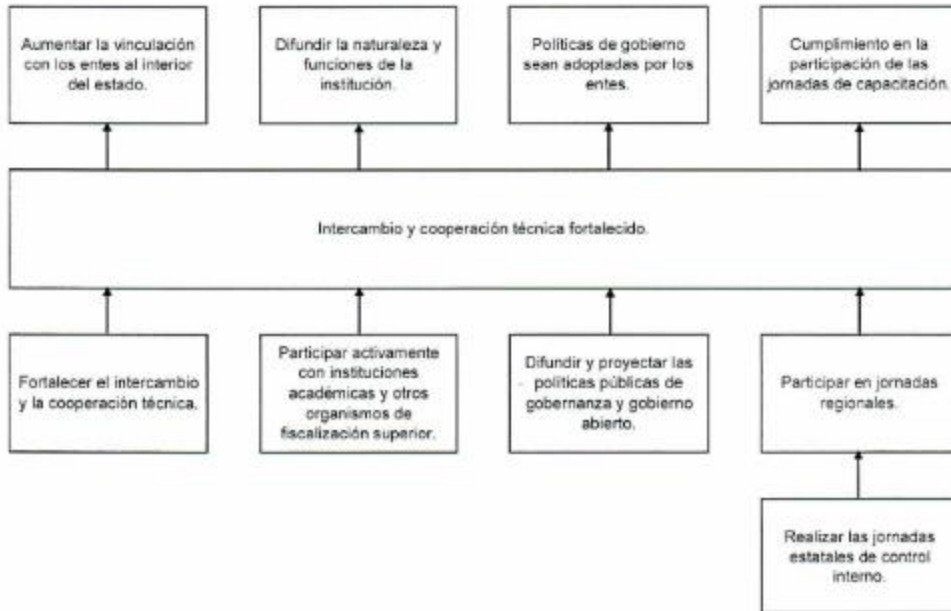 Aumentar la vinculación
con los entes al interior
del estado.
Difundir la naturaleza y
funciones de la
institución.
Políticas de gobierno
sean adoptadas por los
entes.
Cumplimiento en la
participación de las
jornadas de capacitación.
Intercambio y cooperación técnica fortalecido.
Fortalecer el intercambio
y la cooperación técnica.
Participar activamente
con instituciones
académicas y otros
organismos de
fiscalización superior.
Difundir y proyectar las
políticas públicas de
gobernanza y gobierno
abierto.
Participar en jornadas
regionales.
Realizar las jornadas
estatales de control
interno.